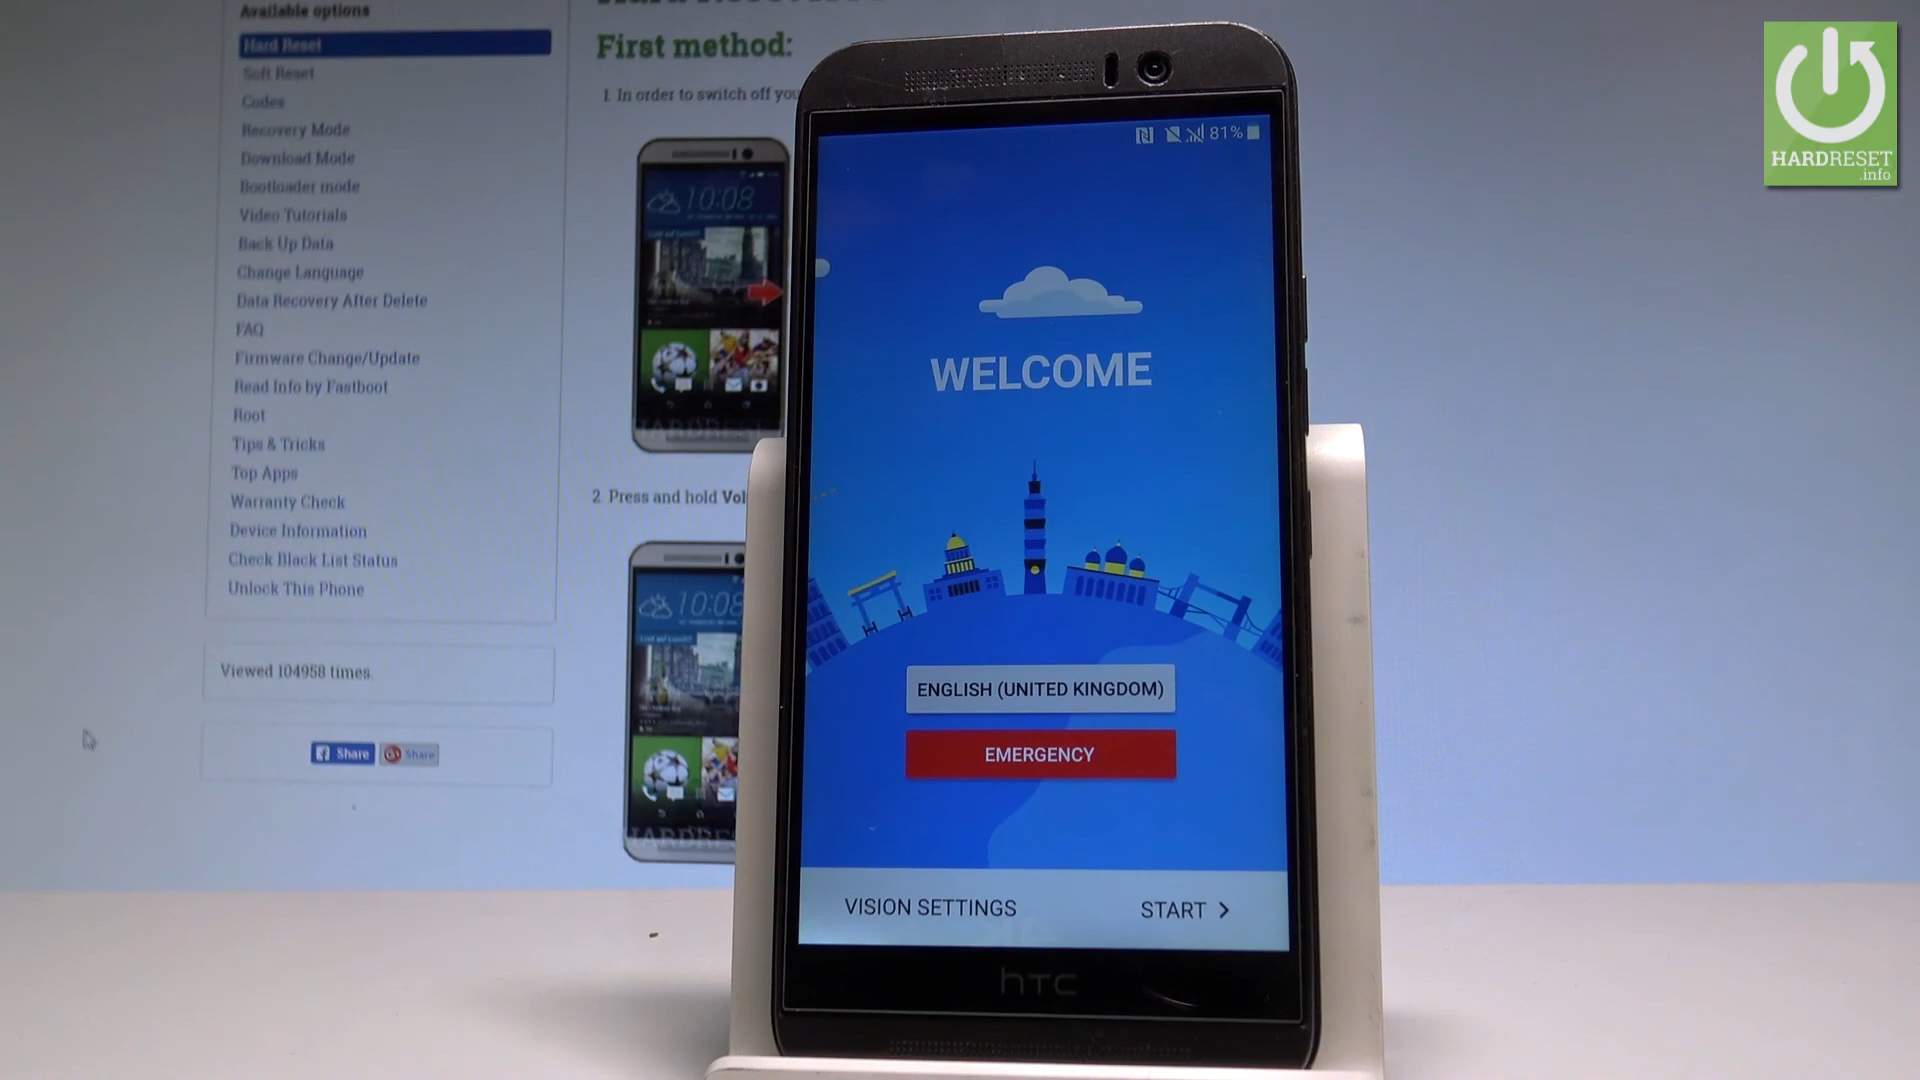 Available options
Hard Reset
Soft Reset
Codes
Recovery Mode
Download Mode
Bootloader mode
Video Tutorials
Back Up Data
Change Language
Data Recovery After Delete
FAQ
Firmware Change/Update
Read Info by Fastboot
Root
Tips & Tricks
Top Apps
Warranty Check
Device Information
Check Black List Status
Unlock This Phone
Viewed 104958 times.
Share
Share
First method:
1. In order to switch off you
10:08
HARDRESE
2. Press and hold Vol
10:08
HARDRES
81%
WELCOME
ENGLISH (UNITED KINGDOM)
EMERGENCY
VISION SETTINGS
START >
hTC
HARDRESET
.info